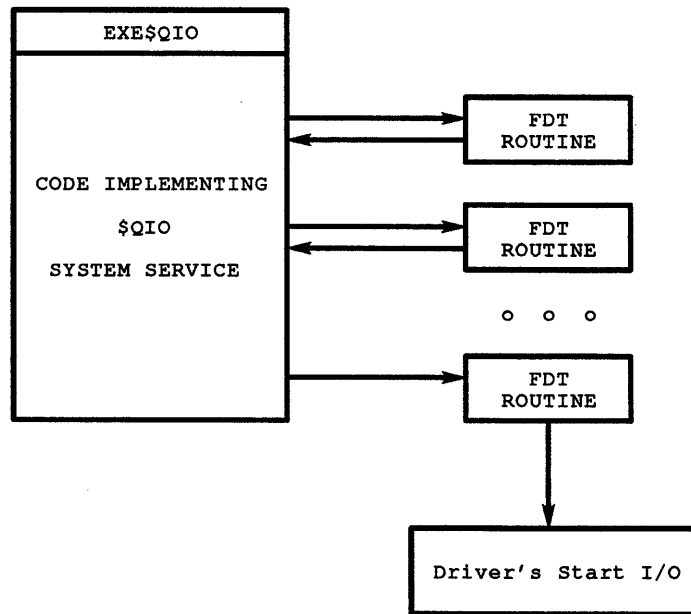 EXE$QIO
CODE IMPLEMENTING
$QIO
SYSTEM SERVICE
FDT
ROUTINE
FDT
ROUTINE
o o o
FDT
ROUTINE
Driver's Start I/O